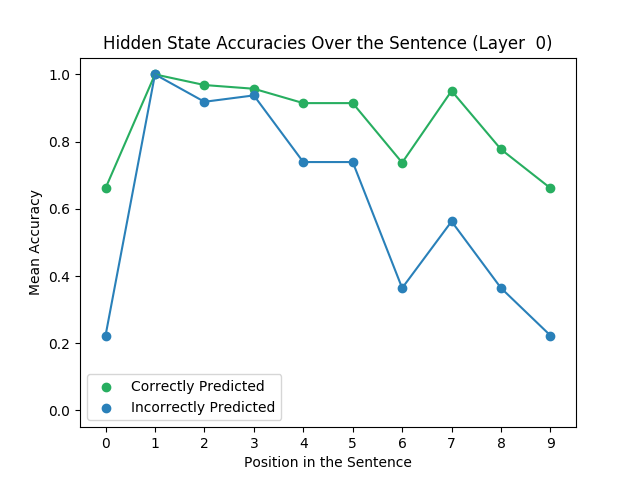 Hidden State Accuracies Over the Sentence (Layer  0)
1.0
0.8
0.6
0.4
0.2
0.0
Mean Accuracy
Correctly Predicted
Incorrectly Predicted
0 1 2 3 4 5 6 7 8 9
Position in the Sentence